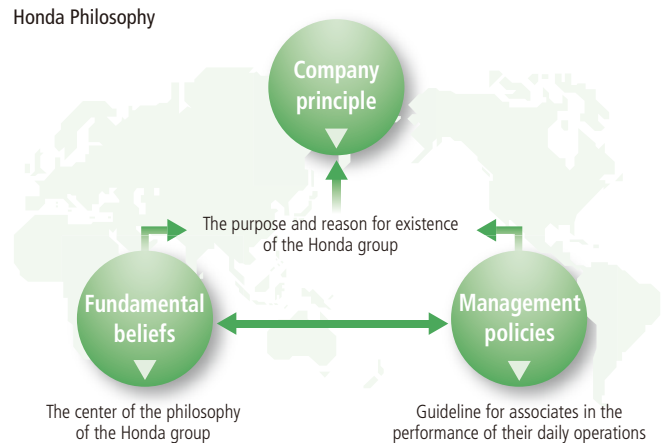 Honda Philosophy
Company
principle
The purpose and reason for existence
of the Honda group
Fundamental
beliefs
Management
policies
The center of the philosophy
of the Honda group
Guideline for associates in the
performance of their daily operations